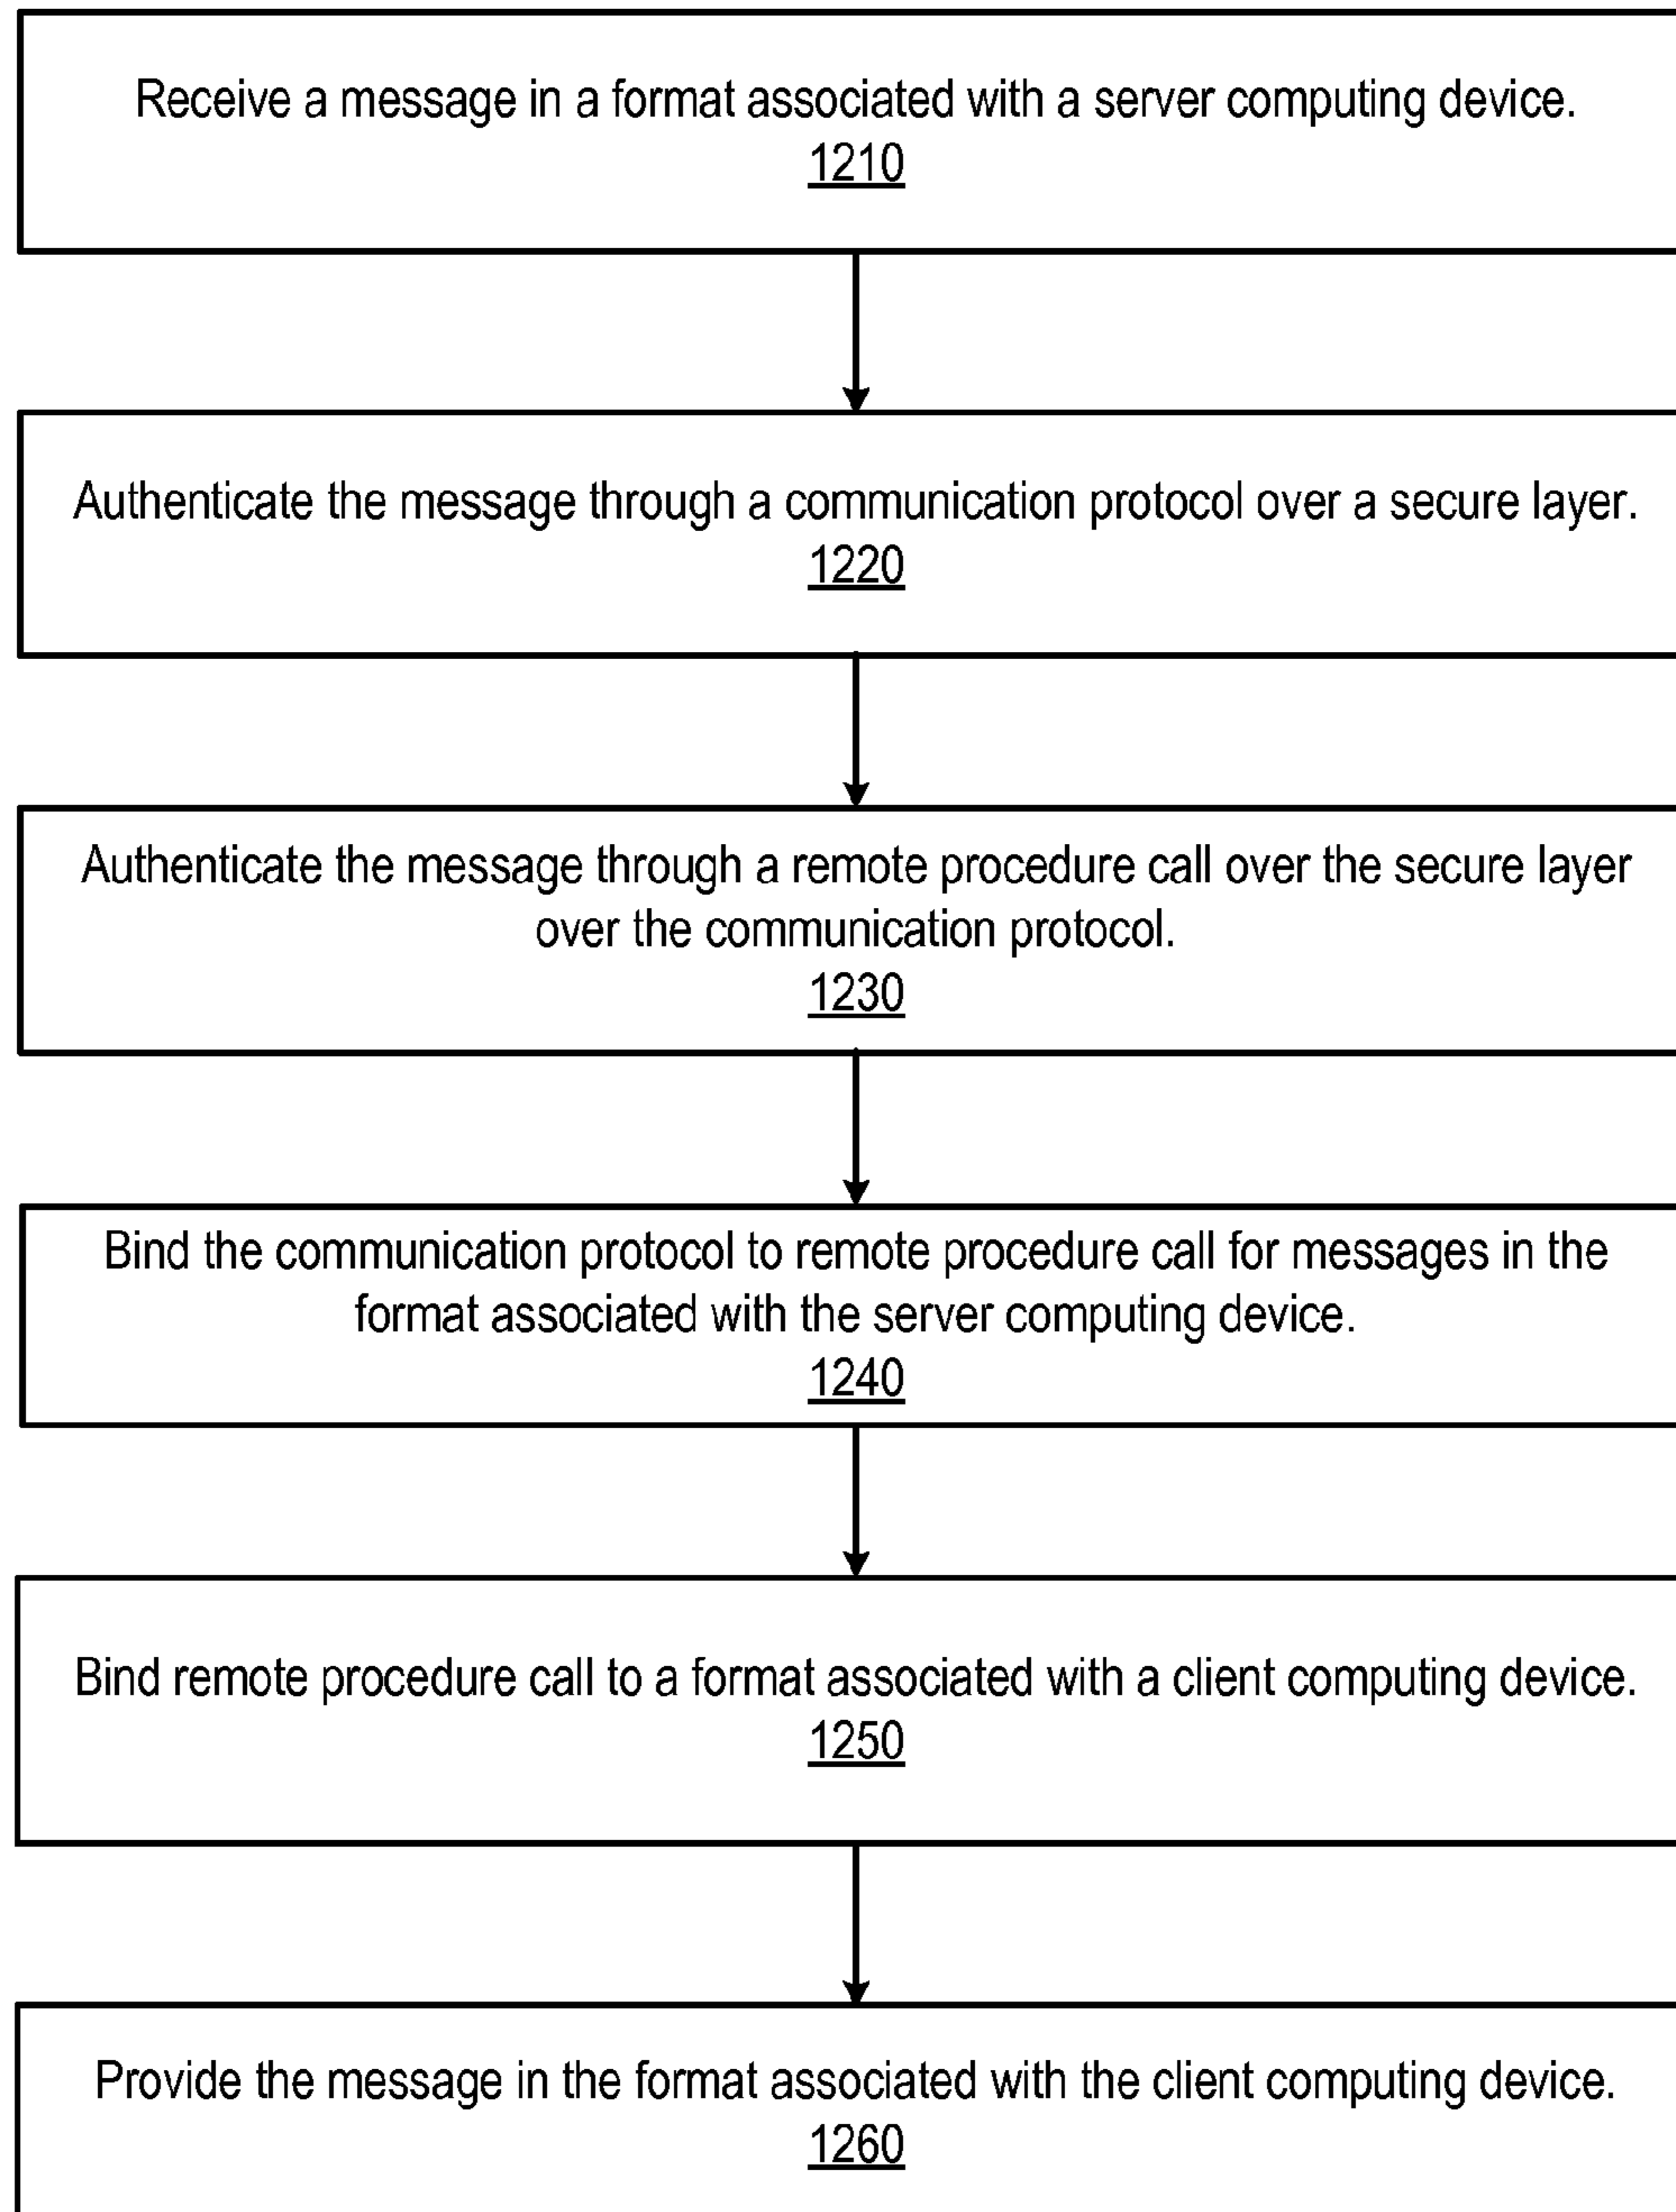 Receive a message in a format associated with a server computing device.
1210
Authenticate the message through a communication protocol over a secure layer.
1220
Authenticate the message through a remote procedure call over the secure layer
over the communication protocol.
1230
Bind the communication protocol to remote procedure call for messages in the
format associated with the server computing device.
1240
Bind remote procedure call to a format associated with a client computing device.
1250
Provide the message in the format associated with the client computing device.
1260